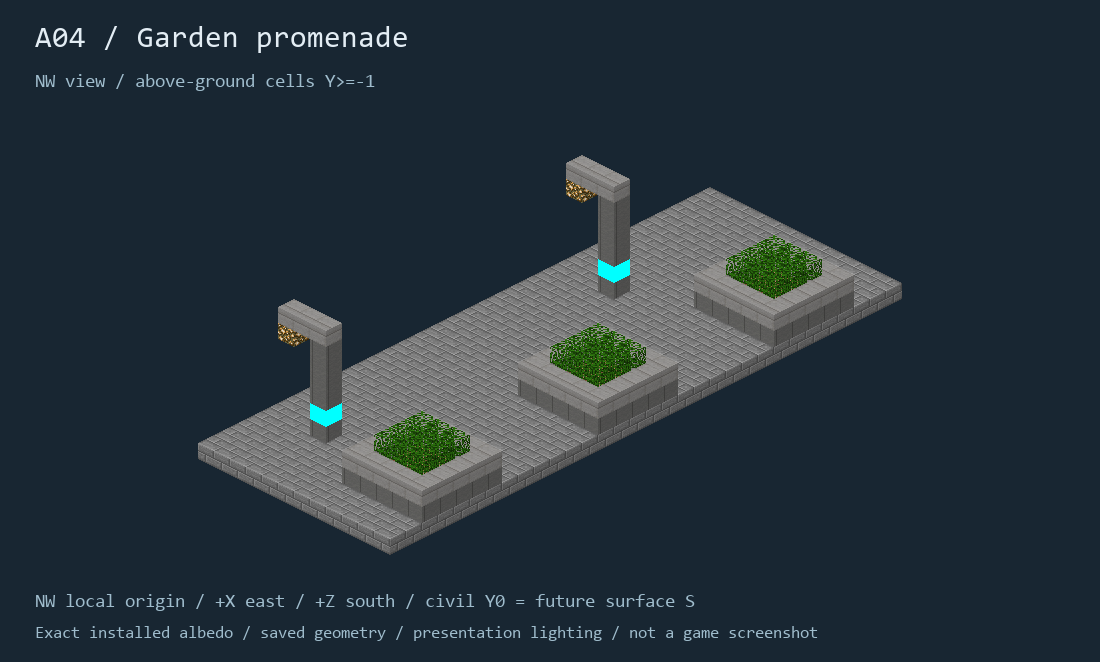 A04 / Garden promenade
NW view / above-ground cells Y>=-1
NW local origin / +X east / +Z south / civil Y0 = future surface S
Exact installed albedo / saved geometry / presentation lighting / not a game screenshot